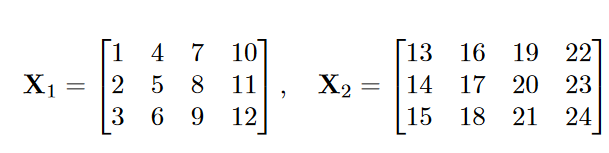 X₁ = [1 4 7 10
2 5 8 11
3 6 9 12], X₂ = [13 16 19 22
14 17 20 23
15 18 21 24]